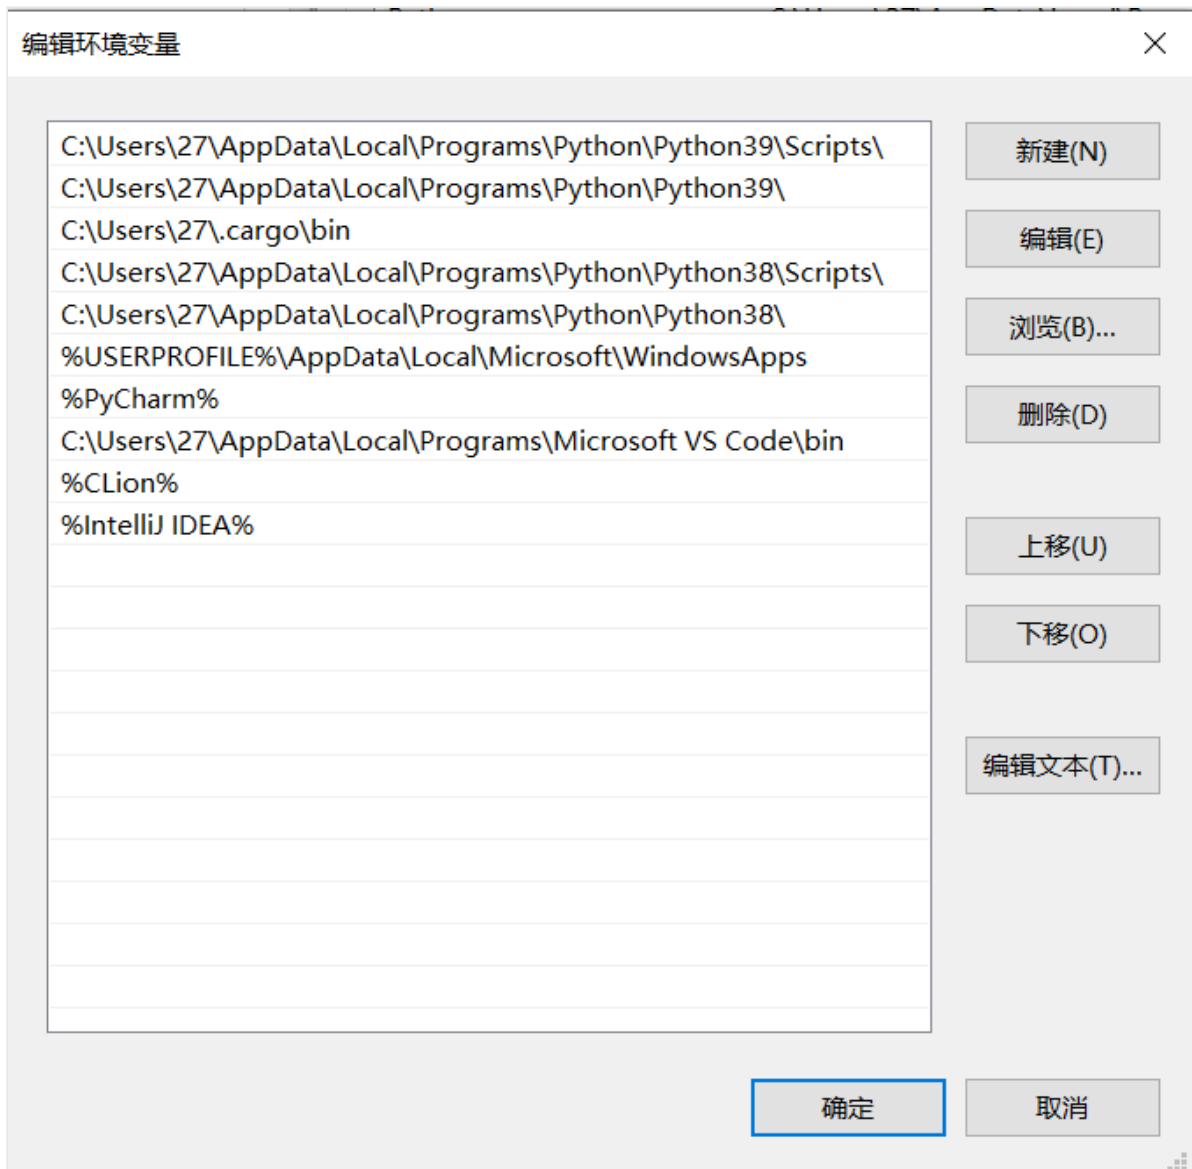 编辑环境变量
C:\Users\27\AppData\Local\Programs\Python\Python39\Scripts\
C:\Users\27\AppData\Local\Programs\Python\Python39\
C:\Users\27\.cargo\bin
C:\Users\27\AppData\Local\Programs\Python\Python38\Scripts\
C:\Users\27\AppData\Local\Programs\Python\Python38\
%USERPROFILE%\AppData\Local\Microsoft\WindowsApps
%PyCharm%
C:\Users\27\AppData\Local\Programs\Microsoft VS Code\bin
%CLion%
%IntelliJ IDEA%
新建(N)
编辑(E)
浏览(B)...
删除(D)
上移(U)
下移(O)
编辑文本(T)...
确定
取消